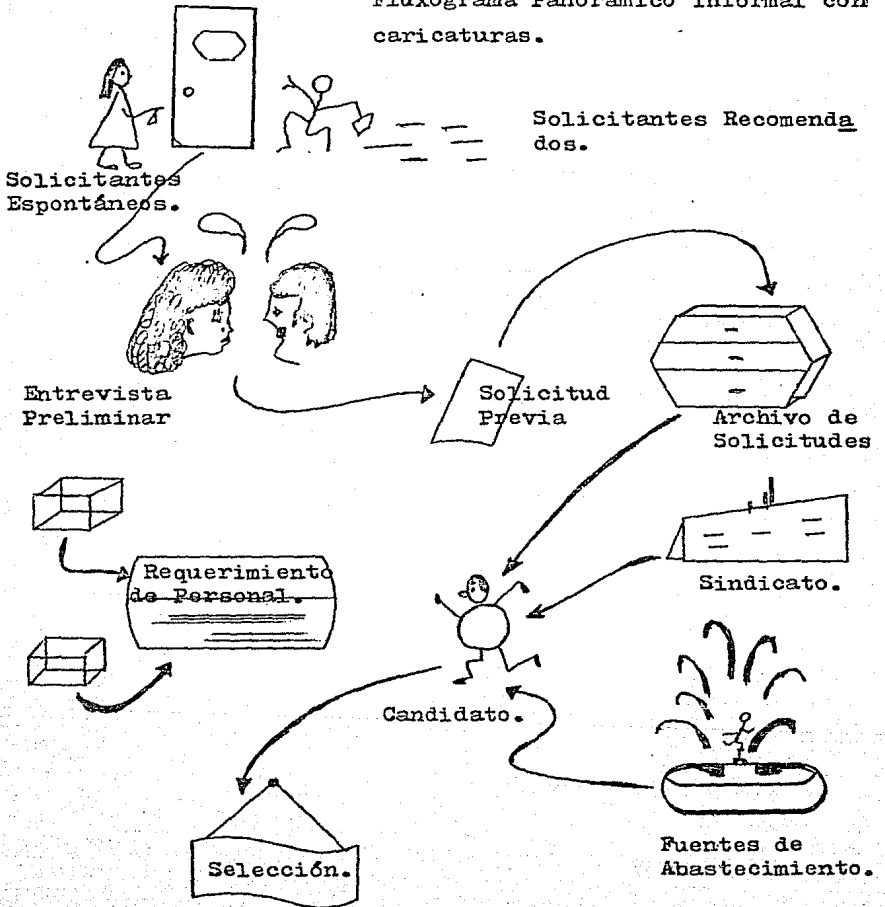 Fluxograma Panorámico Informal con
caricaturas.
Solicitantes Recomenda
dos.
Solicitantes
Espontáneos.
Entrevista
Preliminar
Solicitud
Previa
Archivo de
Solicitudes
Requerimiento
de Personal.
Sindicato.
Candidato.
Fuentes de
Abastecimiento.
Selección.